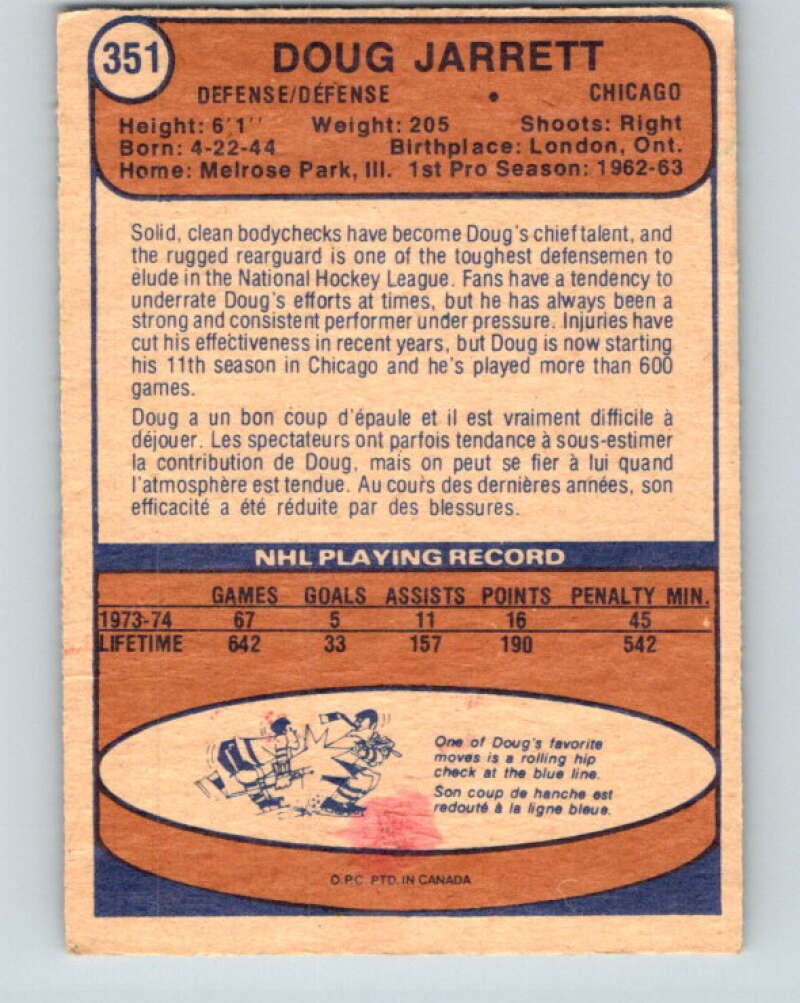 351
DOUG JARRETT
DEFENSE/DÉFENSE • CHICAGO
Height: 6'1'' Weight: 205 Shoots: Right
Born: 4-22-44 Birthplace: London, Ont.
Home: Melrose Park, Ill. 1st Pro Season: 1962-63
Solid, clean bodychecks have become Doug's chief talent, and
the rugged rearguard is one of the toughest defensemen to
elude in the National Hockey League. Fans have a tendency to
underrate Doug's efforts at times, but he has always been a
strong and consistent performer under pressure. Injuries have
cut his effectiveness in recent years, but Doug is now starting
his 11th season in Chicago and he's played more than 600
games.
Doug a un bon coup d'épaule et il est vraiment difficile à
déjouer. Les spectateurs ont parfois tendance à sous-estimer
la contribution de Doug, mais on peut se fier à lui quand
l'atmosphère est tendue. Au cours des dernières années, son
efficacité a été réduite par des blessures.
NHL PLAYING RECORD
GAMES GOALS ASSISTS POINTS PENALTY MIN.
1973-74 67 5 11 16 45
LIFETIME 642 33 157 190 542
One of Doug's favorite
moves is a rolling hip
check at the blue line.
Son coup de hanche est
redouté à la ligne bleue.
O.P.C. PTD. IN CANADA